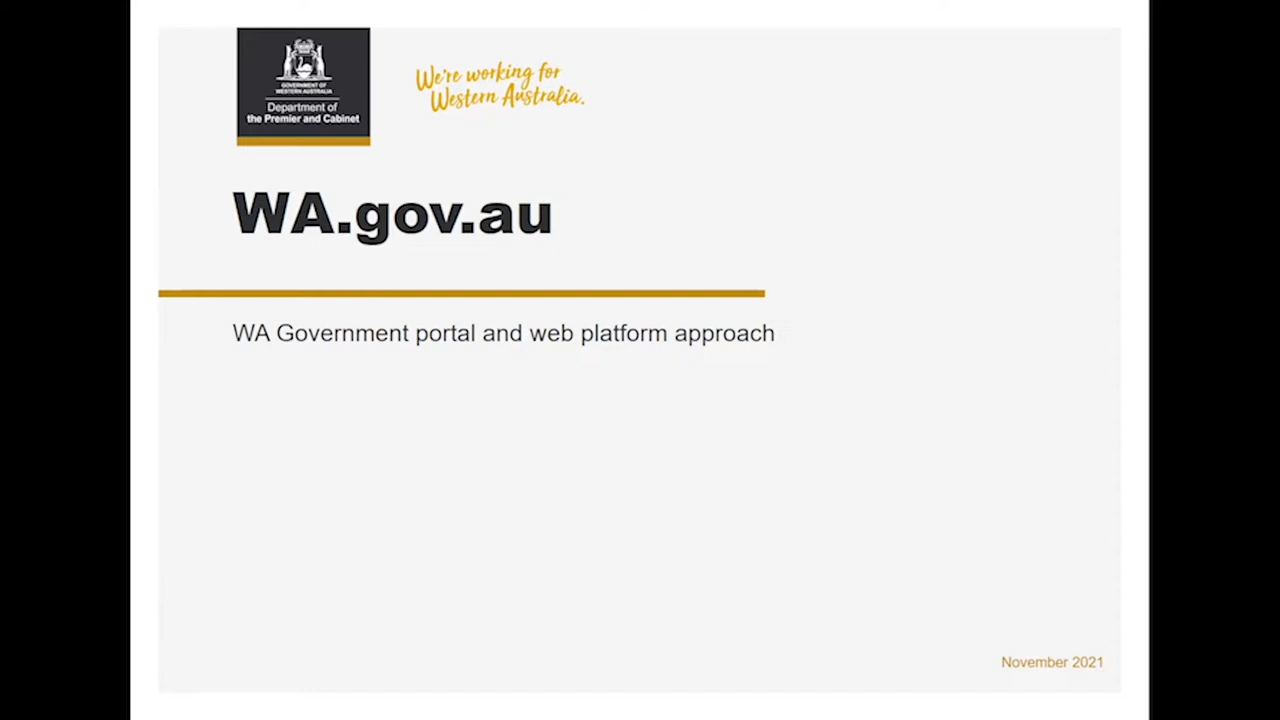 GOVERNMENT OF
WESTERN AUSTRALIA
Department of
the Premier and Cabinet
We're working for
Western Australia.
WA.gov.au
WA Government portal and web platform approach
November 2021